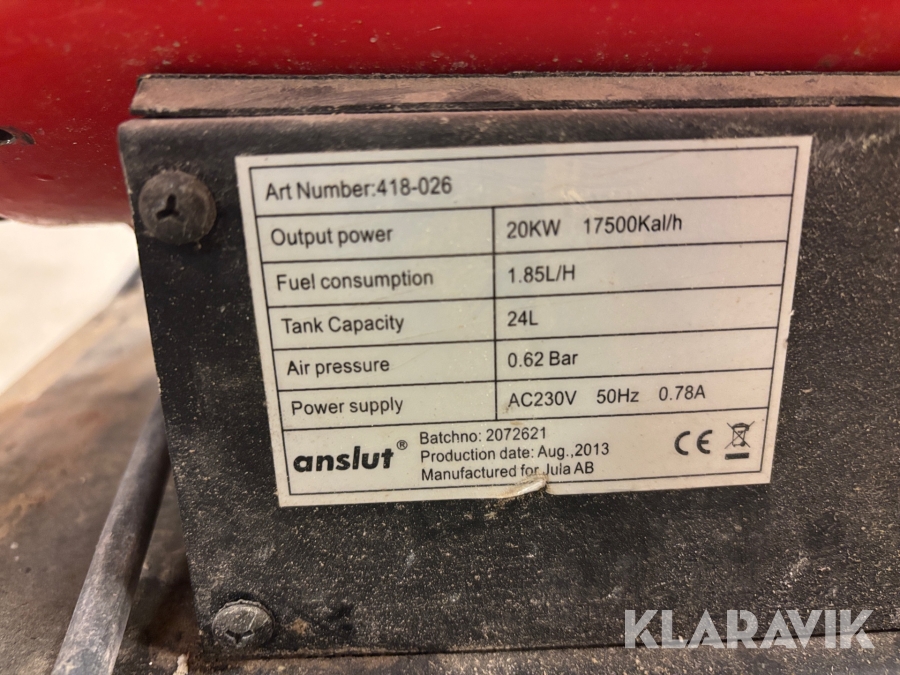 Art Number:418-026
Output power 20KW 17500Kal/h
Fuel consumption 1.85L/H
Tank Capacity 24L
Air pressure 0.62 Bar
Power supply AC230V 50Hz 0.78A
anslut®
Batchno: 2072621
Production date: Aug.,2013
Manufactured for Jula AB
CE
KLARAVIK